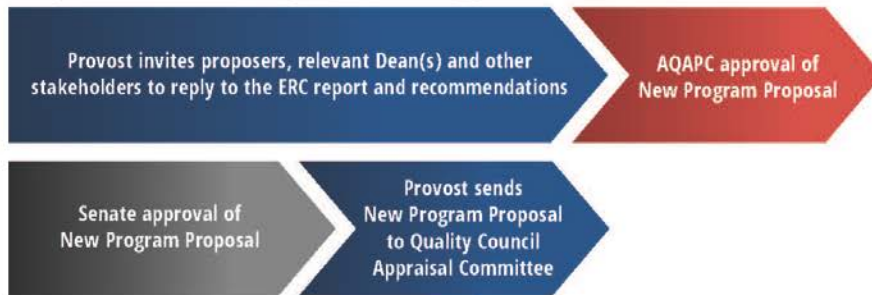 Provost invites proposers, relevant Dean(s) and other
stakeholders to reply to the ERC report and recommendations
AQAPC approval of
New Program Proposal
Senate approval of
New Program Proposal
Provost sends
New Program Proposal
to Quality Council
Appraisal Committee